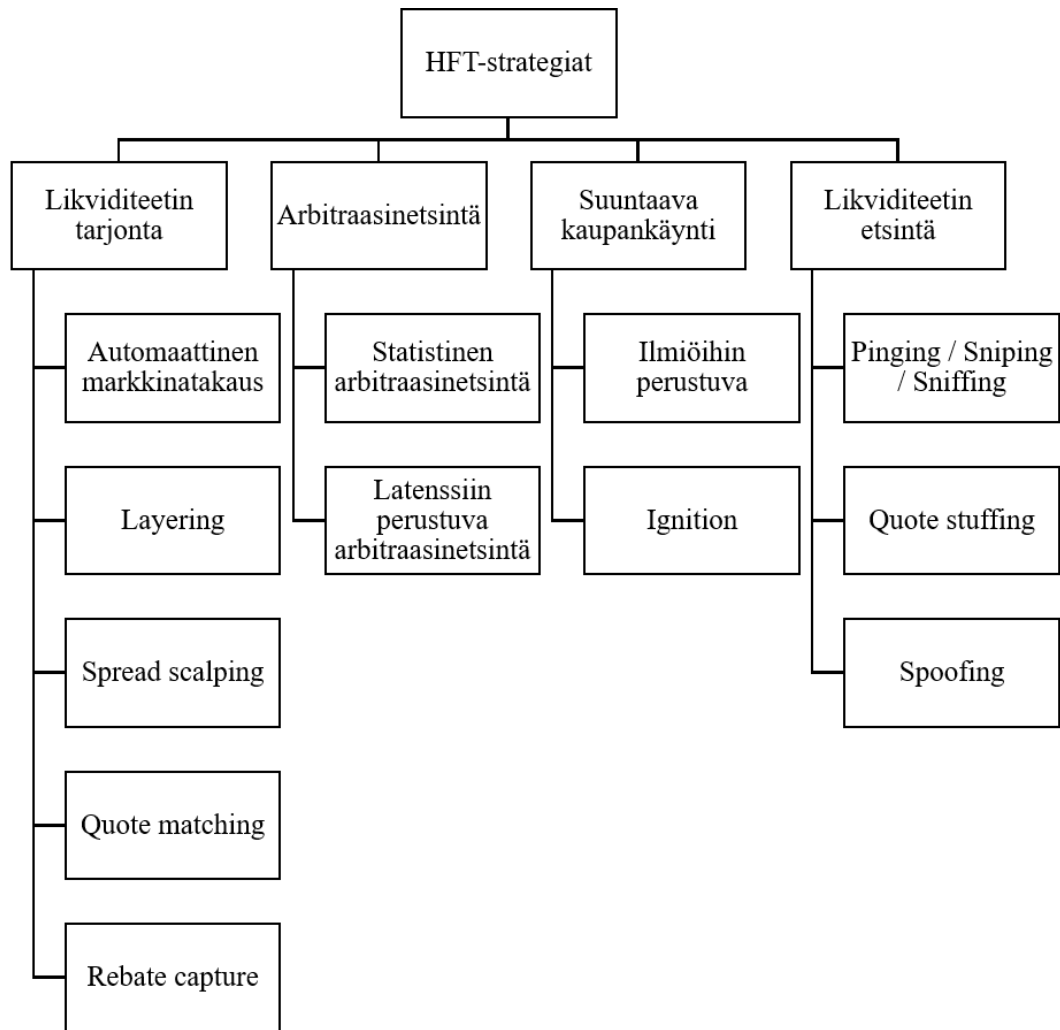 HFT-strategiat
Likviditeetin
tarjonta
Arbitraasinetsintä
Suuntaava
kaupankäynti
Likviditeetin
etsintä
Automaattinen
markkinatakaus
Statistinen
arbitraasinetsintä
Ilmiöihin
perustuva
Pinging / Sniping
/ Sniffing
Layering
Latenssiin
perustuva
arbitraasinetsintä
Ignition
Quote stuffing
Spread scalping
Spoofing
Quote matching
Rebate capture